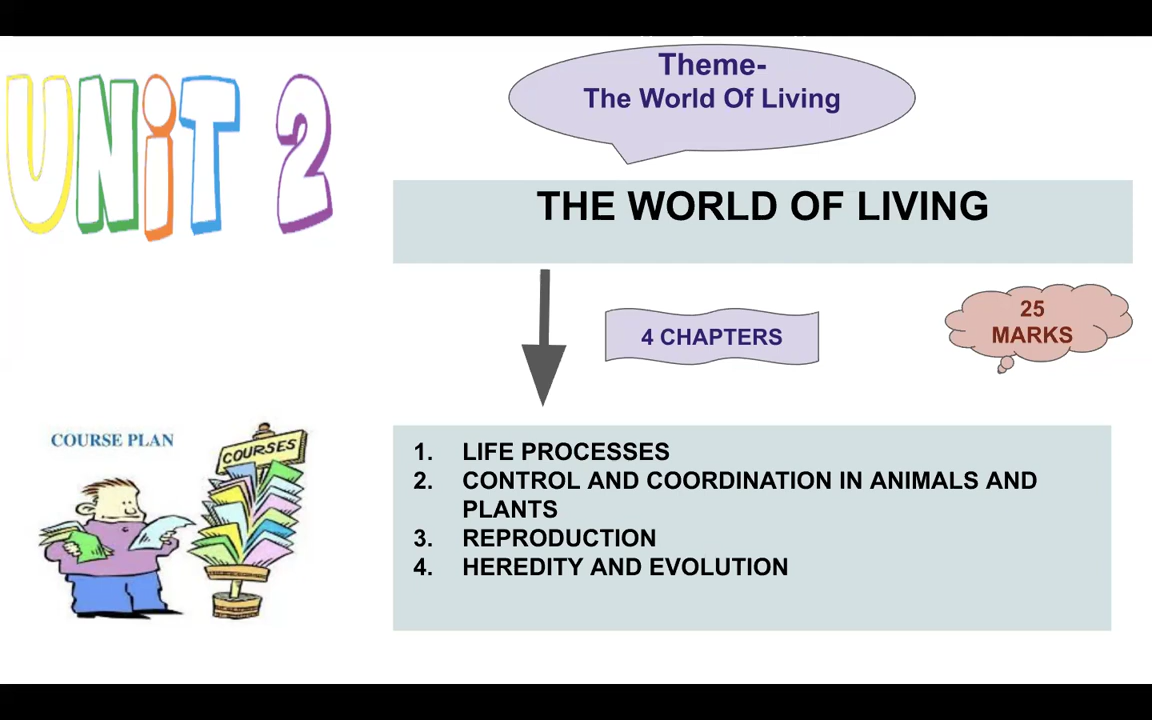 UNiT 2
Theme-
The World Of Living
THE WORLD OF LIVING
4 CHAPTERS
25
MARKS
COURSE PLAN
COURSES
1. LIFE PROCESSES
2. CONTROL AND COORDINATION IN ANIMALS AND
PLANTS
3. REPRODUCTION
4. HEREDITY AND EVOLUTION